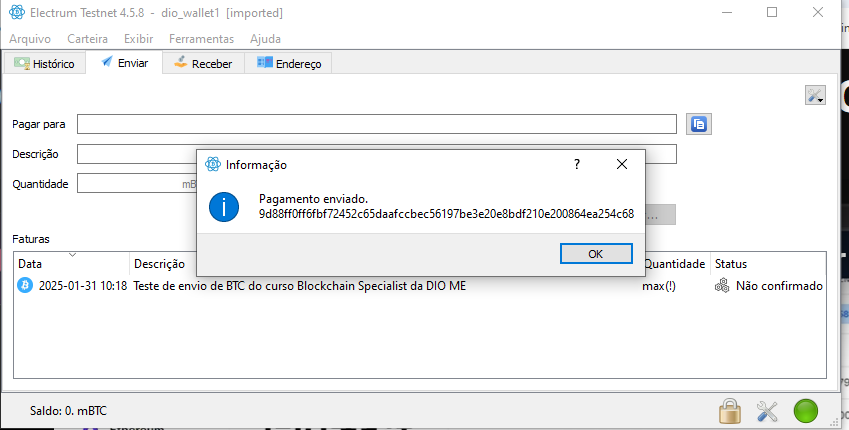 Electrum Testnet 4.5.8 - dio_wallet1 [imported]
Arquivo Carteira Exibir Ferramentas Ajuda
Histórico Enviar Receber Endereço
Pagar para
Descrição
Quantidade
Informação
?
Pagamento enviado.
9d88ff0ff6fbf72452c65daafccbec56197be3e20e8bdf210e200864ea254c68
OK
...
Faturas
Data Descrição Quantidade Status
2025-01-31 10:18 Teste de envio de BTC do curso Blockchain Specialist da DIO ME max(!) Não confirmado
Saldo: 0. mBTC